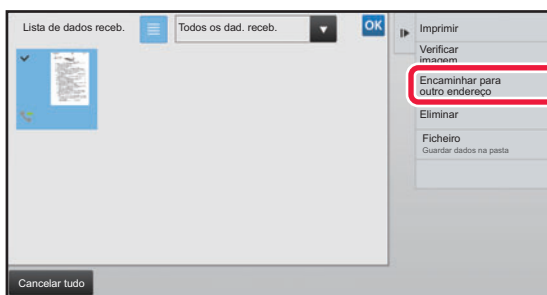 Lista de dados receb.
Todos os dad. receb.
OK
Imprimir
Verificar
imagem
Encaminhar para
outro endereço
Eliminar
Ficheiro
Guardar dados na pasta
Cancelar tudo